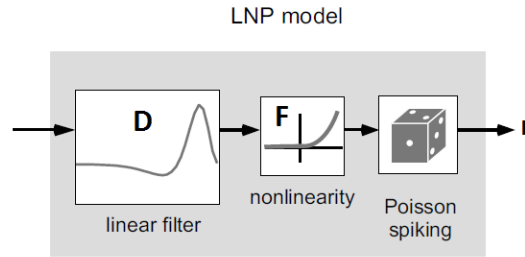 LNP model
D
F
linear filter
nonlinearity
Poisson
spiking